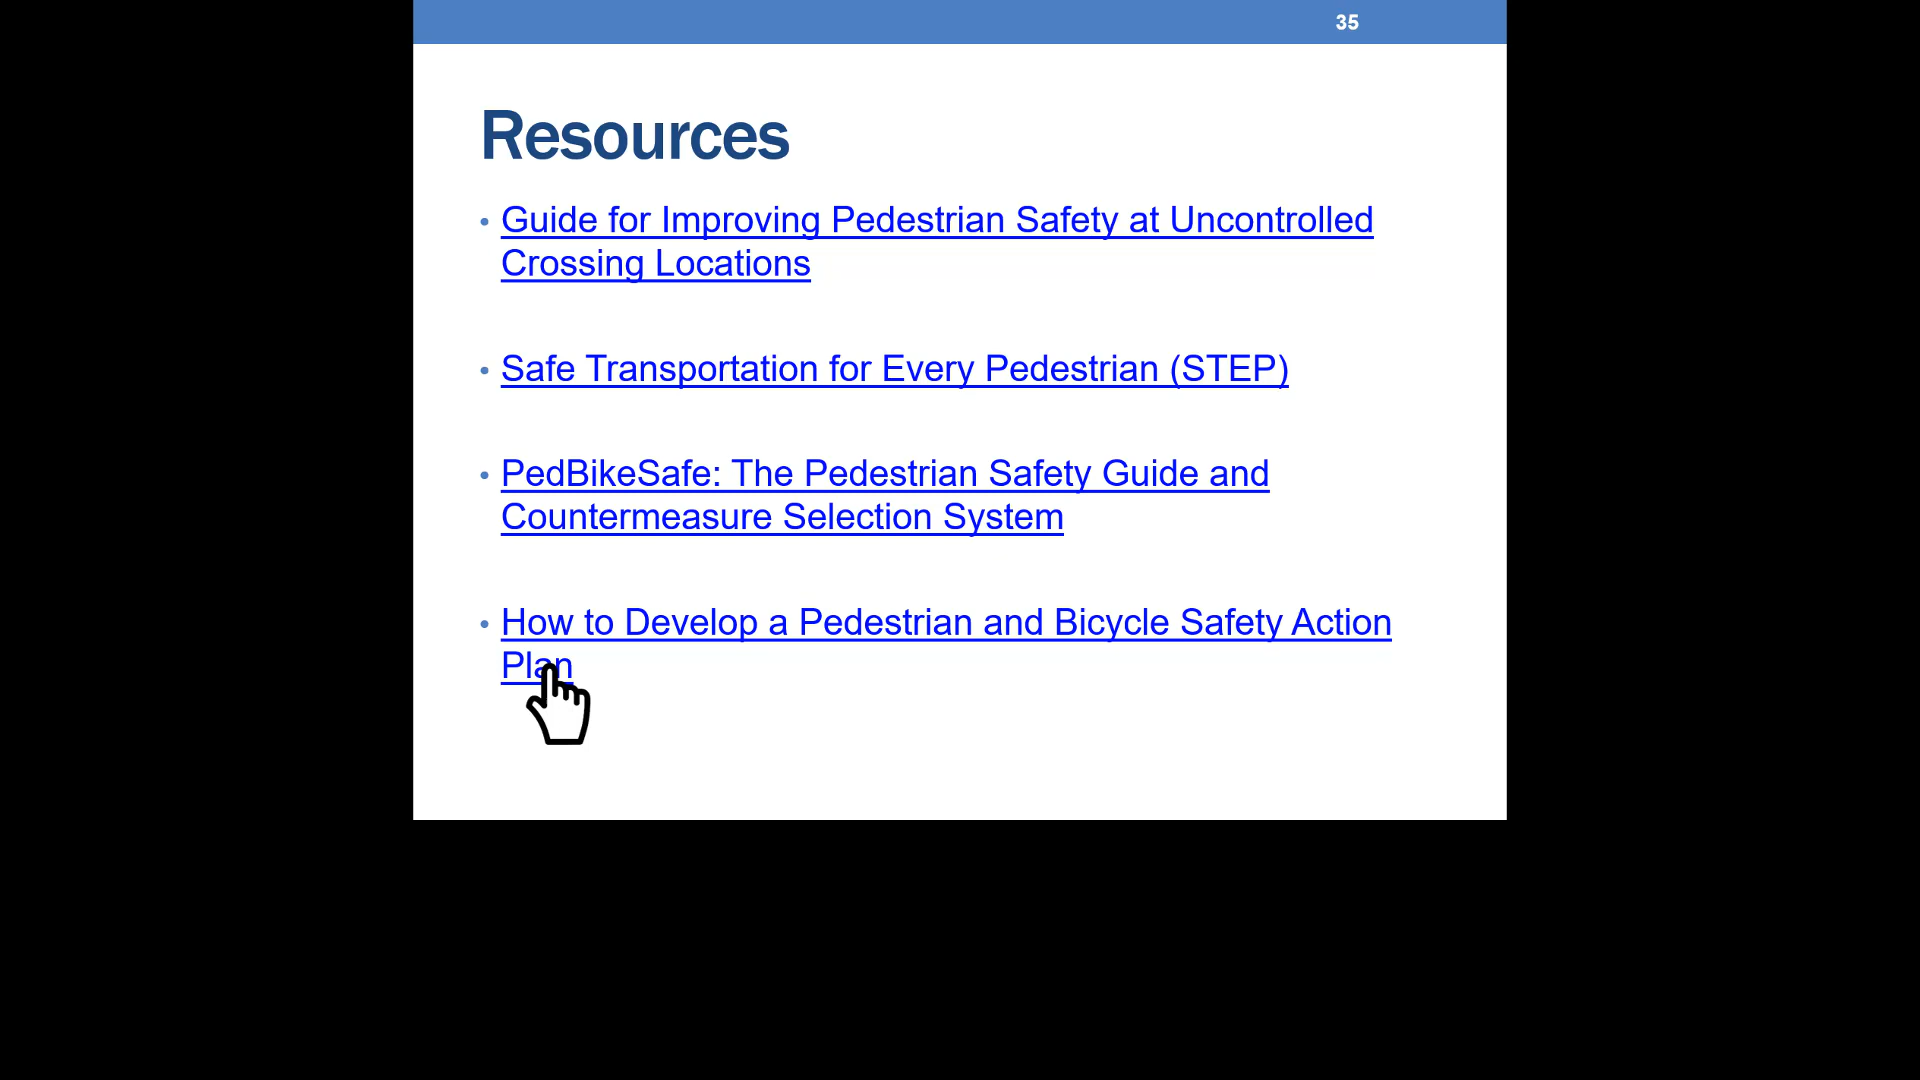 35
Resources
• Guide for Improving Pedestrian Safety at Uncontrolled
Crossing Locations
• Safe Transportation for Every Pedestrian (STEP)
• PedBikeSafe: The Pedestrian Safety Guide and
Countermeasure Selection System
• How to Develop a Pedestrian and Bicycle Safety Action
Plan